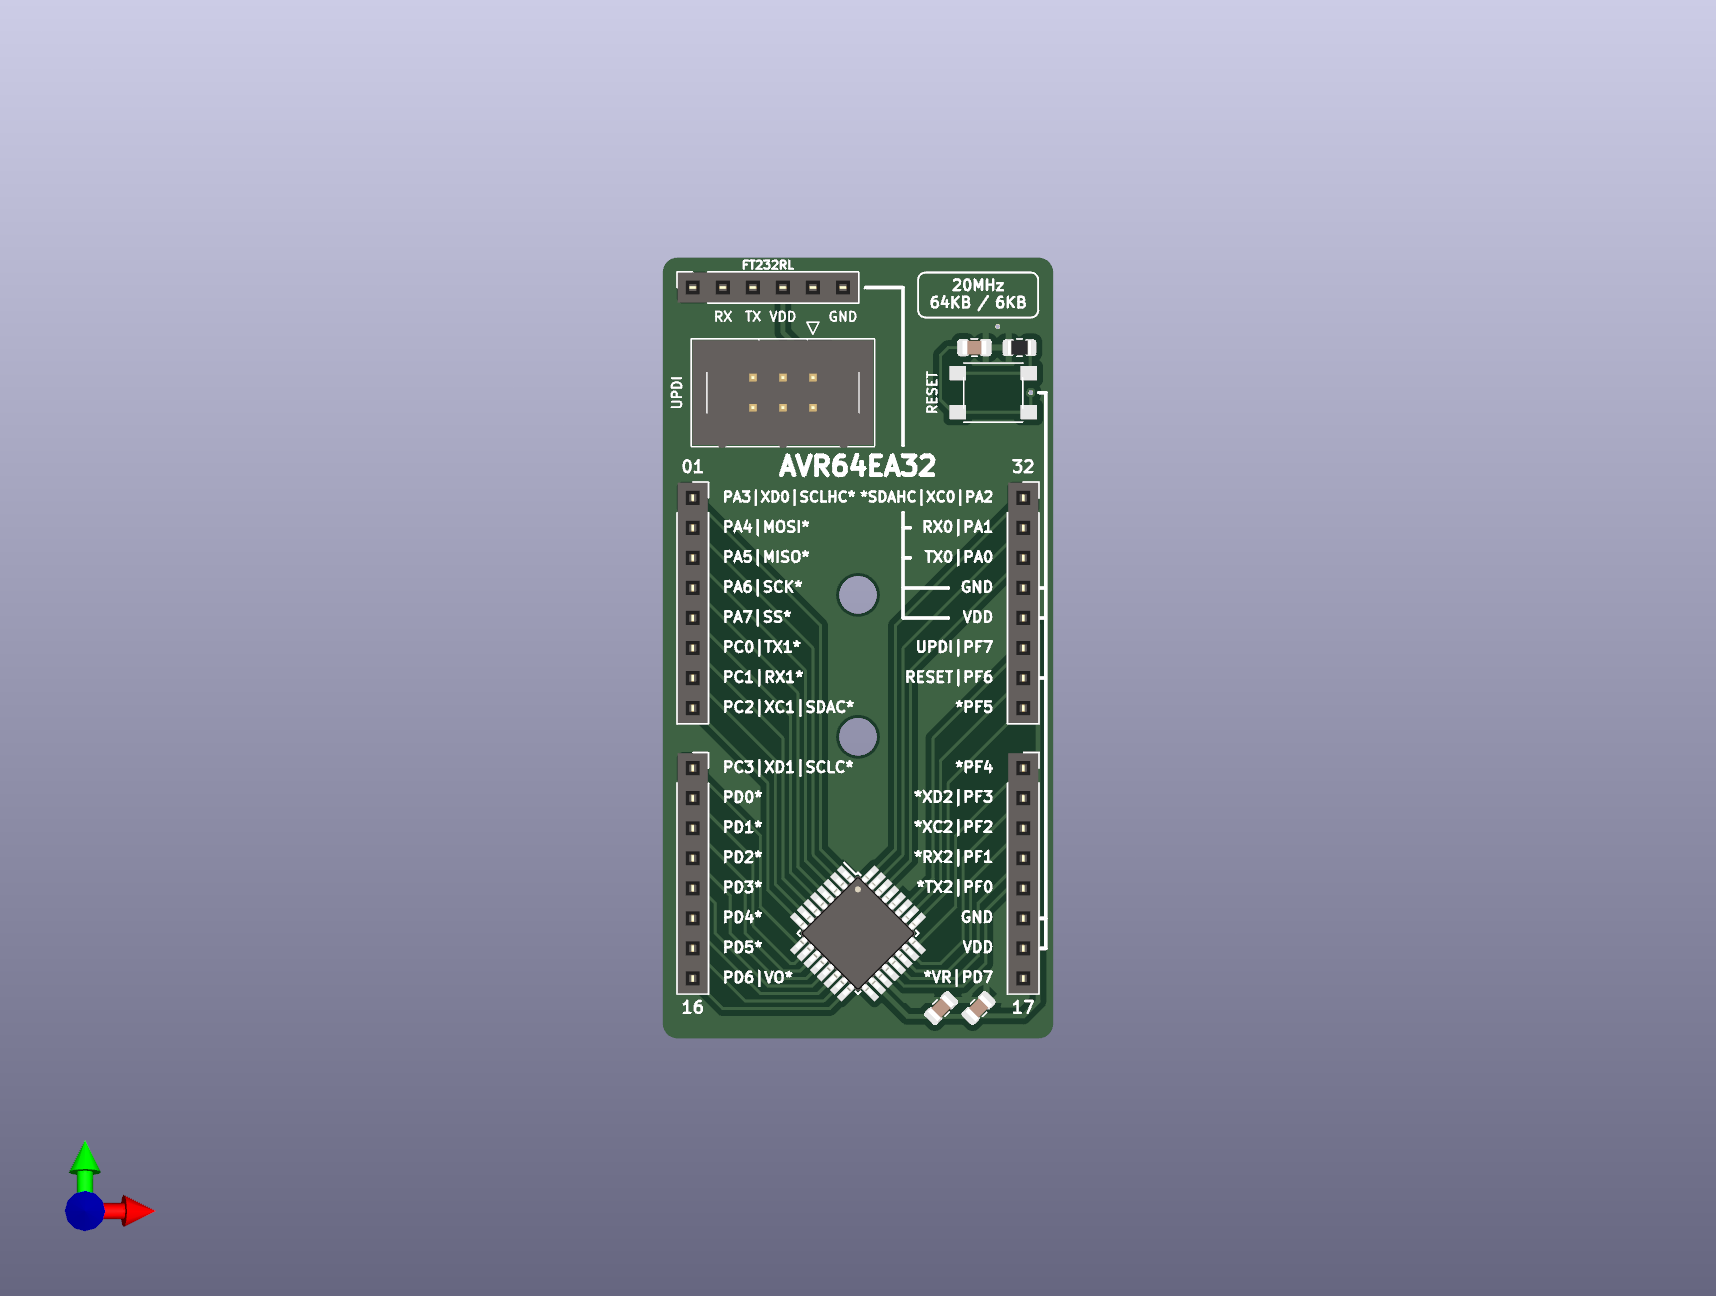 FT232RL
RX TX VDD GND
20MHz
64KB / 6KB
UPDI
RESET
AVR64EA32
01
32
PA3|XD0|SCLHC* *SDAHC|XC0|PA2
PA4|MOSI* RX0|PA1
PA5|MISO* TX0|PA0
PA6|SCK* GND
PA7|SS* VDD
PC0|TX1* UPDI|PF7
PC1|RX1* RESET|PF6
PC2|XC1|SDAC* *PF5
PC3|XD1|SCLC* *PF4
PD0* *XD2|PF3
PD1* *XC2|PF2
PD2* *RX2|PF1
PD3* *TX2|PF0
PD4* GND
PD5* VDD
PD6|VO* *VR|PD7
16
17